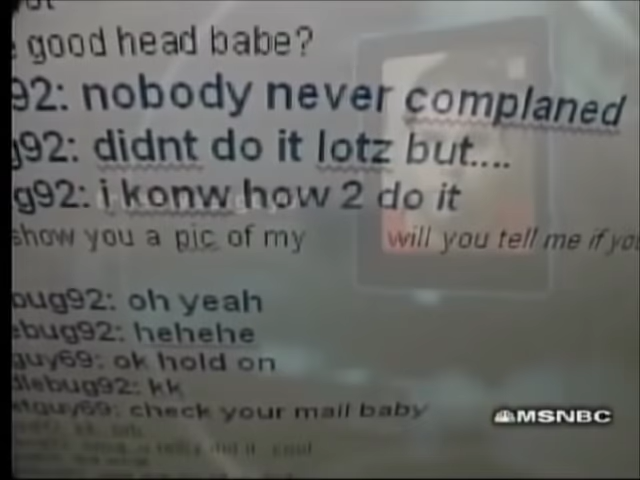 good head babe?
92: nobody never complaned
g92: didnt do it lotz but....
g92: i konw how 2 do it
show you a pic of my will you tell me if you
bug92: oh yeah
ebug92: hehehe
guy69: ok hold on
dlebug92: kk
tguy69: check your mail baby
MSNBC